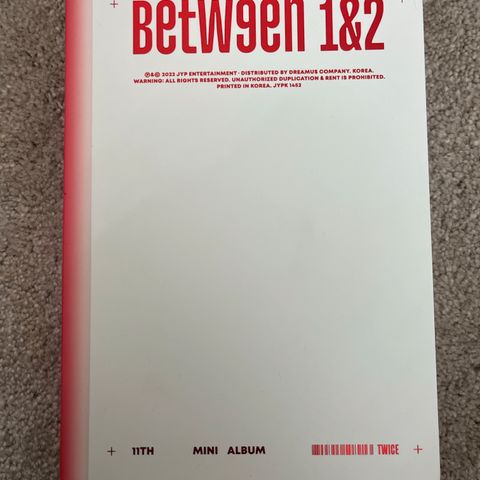 BETW9EN 1&2
℗&© 2022 JYP ENTERTAINMENT · DISTRIBUTED BY DREAMUS COMPANY. KOREA.
WARNING: ALL RIGHTS RESERVED. UNAUTHORIZED DUPLICATION & RENT IS PROHIBITED.
PRINTED IN KOREA. JYPK 1452
11TH MINI ALBUM TWICE